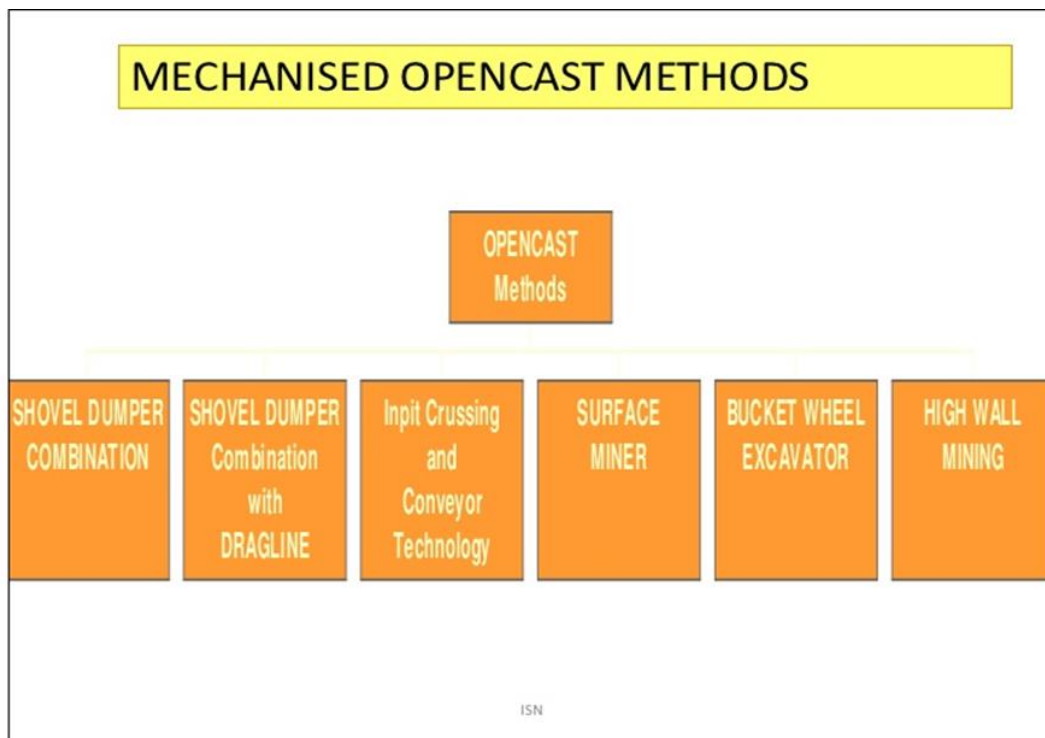 MECHANISED OPENCAST METHODS
OPENCAST
Methods
SHOVEL DUMPER
COMBINATION
SHOVEL DUMPER
Combination
with
DRAGLINE
Inpit Crussing
and
Conveyor
Technology
SURFACE
MINER
BUCKET WHEEL
EXCAVATOR
HIGH WALL
MINING
ISN